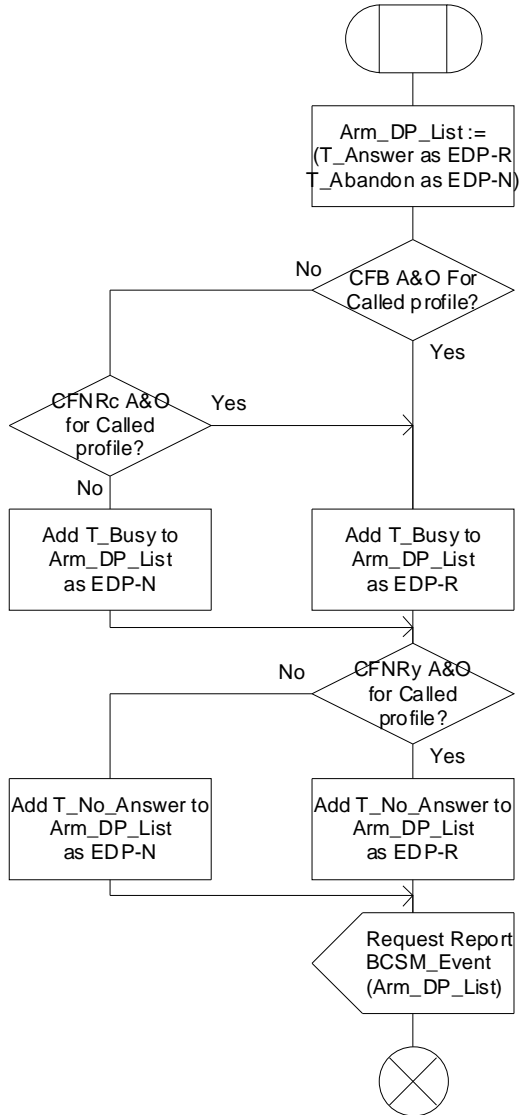 Arm_DP_List :=
(T_Answer as EDP-R
T_Abandon as EDP-N)
No
CFB A&O For
Called profile?
Yes
CFNRc A&O
for Called
profile?
Yes
No
Add T_Busy to
Arm_DP_List
as EDP-N
Add T_Busy to
Arm_DP_List
as EDP-R
No
CFNRy A&O
for Called
profile?
Yes
Add T_No_Answer to
Arm_DP_List
as EDP-N
Add T_No_Answer to
Arm_DP_List
as EDP-R
Request Report
BCSM_Event
(Arm_DP_List)